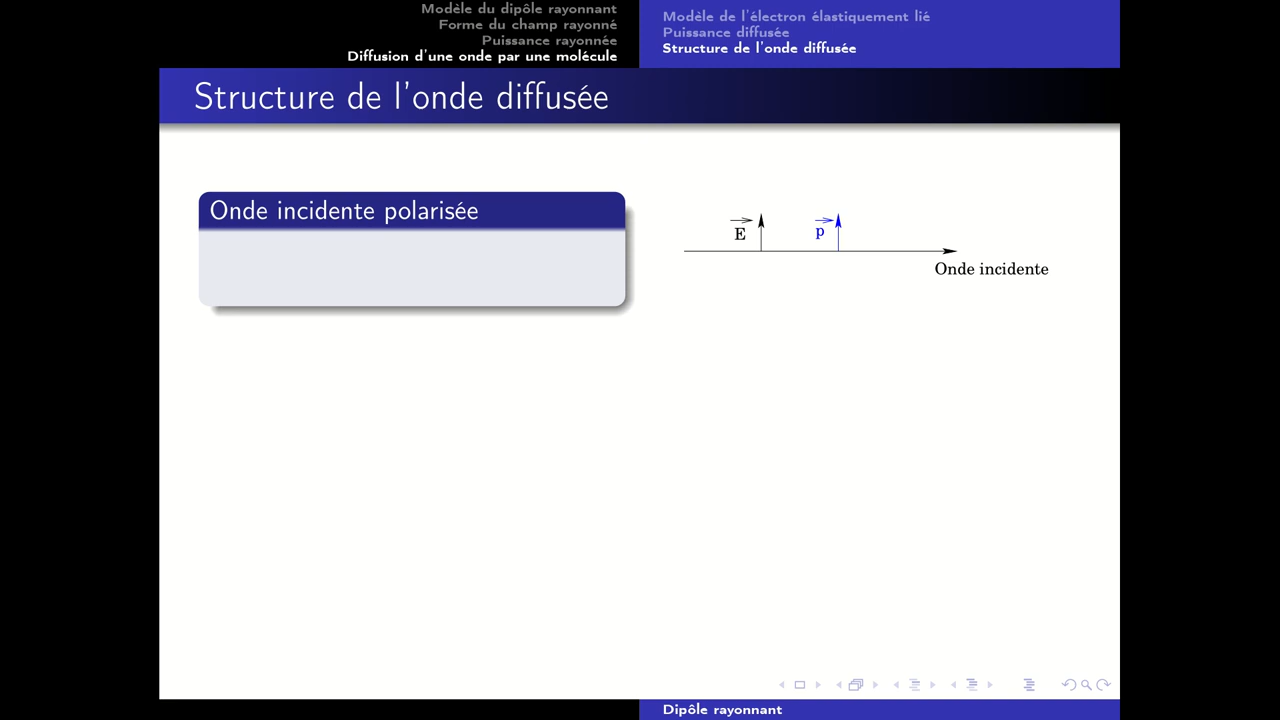 Modèle du dipôle rayonnant
Forme du champ rayonné
Puissance rayonnée
Diffusion d'une onde par une molécule
Modèle de l'électron élastiquement lié
Puissance diffusée
Structure de l'onde diffusée
Structure de l'onde diffusée
Onde incidente polarisée
E
p
Onde incidente
Dipôle rayonnant